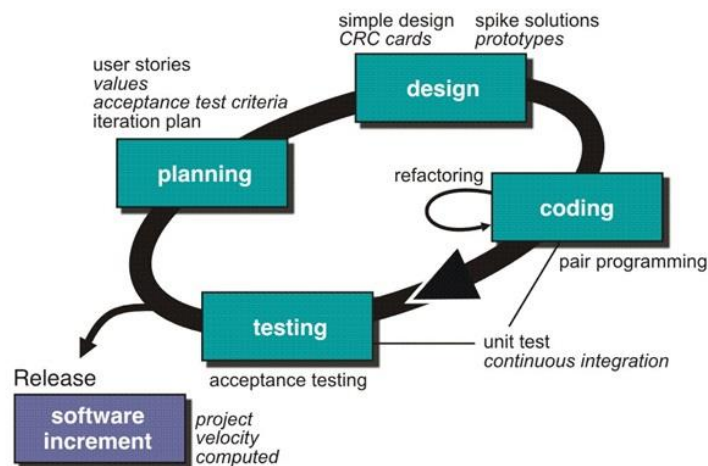 simple design
CRC cards
spike solutions
prototypes
user stories
values
acceptance test criteria
iteration plan
design
planning
refactoring
coding
pair programming
testing
unit test
continuous integration
acceptance testing
Release
software
increment
project
velocity
computed